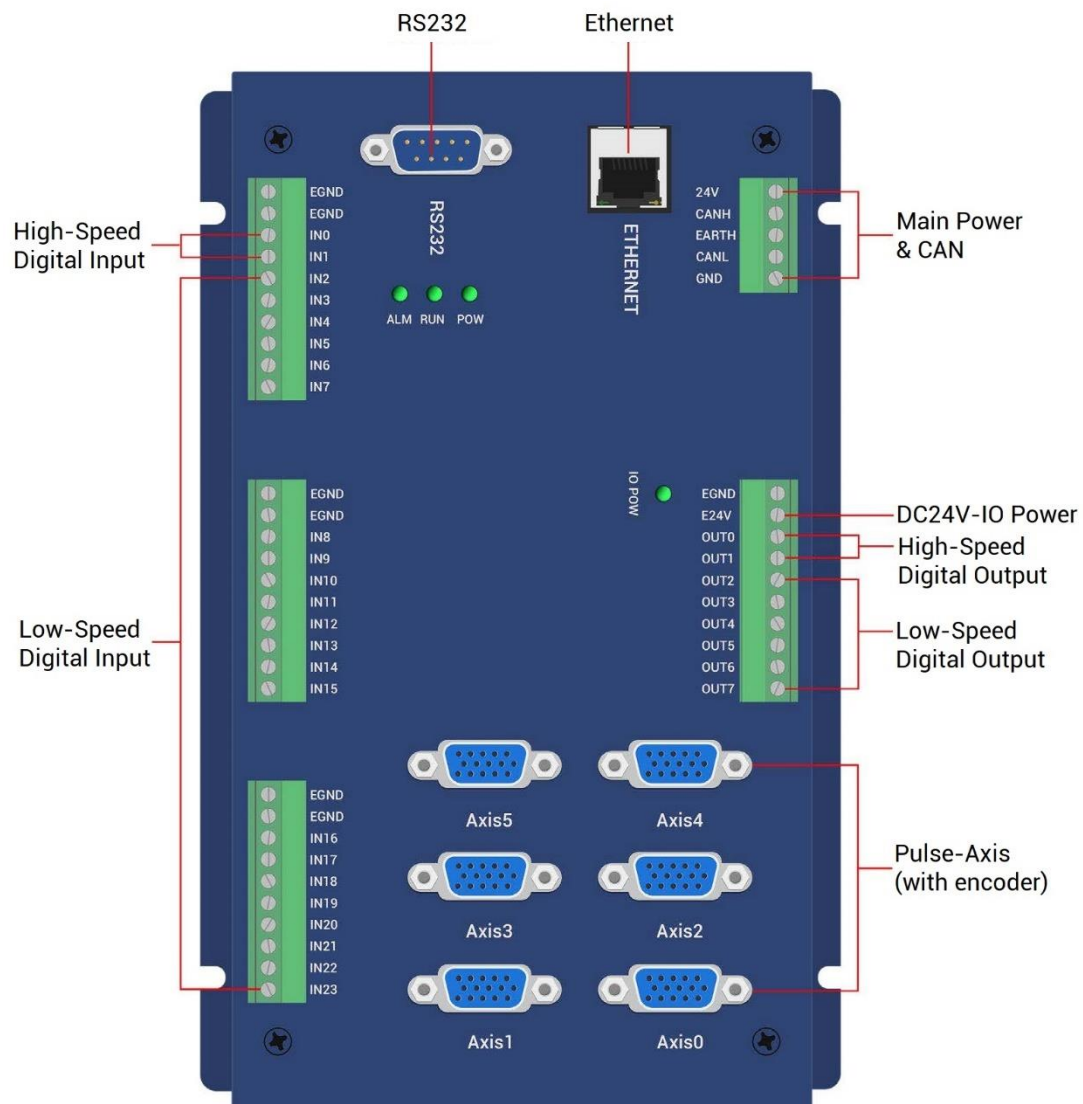 RS232
Ethernet
High-Speed
Digital Input
Low-Speed
Digital Input
EGND
EGND
IN0
IN1
IN2
IN3
IN4
IN5
IN6
IN7
RS232
ALM RUN POW
ETHERNET
24V
CANH
EARTH
CANL
GND
Main Power
& CAN
EGND
EGND
IN8
IN9
IN10
IN11
IN12
IN13
IN14
IN15
IO POW
EGND
E24V
OUT0
OUT1
OUT2
OUT3
OUT4
OUT5
OUT6
OUT7
DC24V-IO Power
High-Speed
Digital Output
Low-Speed
Digital Output
EGND
EGND
IN16
IN17
IN18
IN19
IN20
IN21
IN22
IN23
Axis5
Axis4
Axis3
Axis2
Axis1
Axis0
Pulse-Axis
(with encoder)